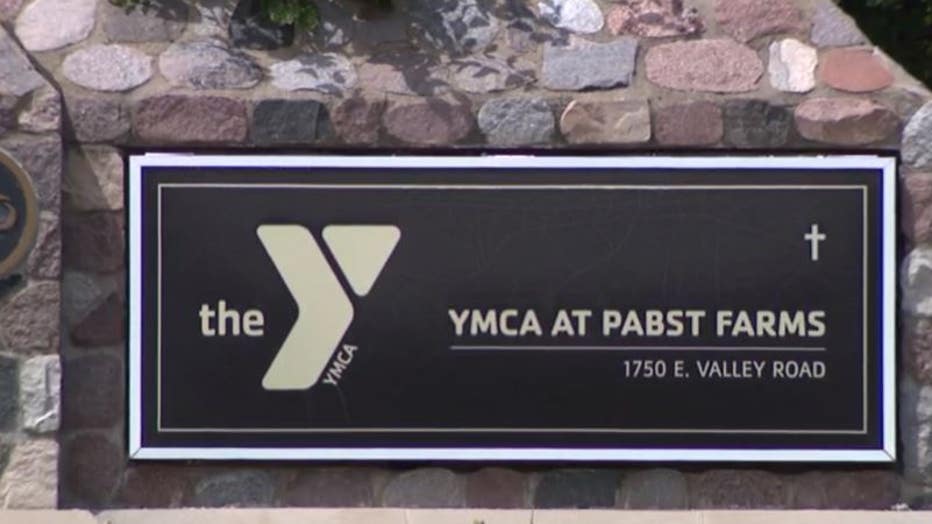 the Y
YMCA
YMCA AT PABST FARMS
1750 E. VALLEY ROAD